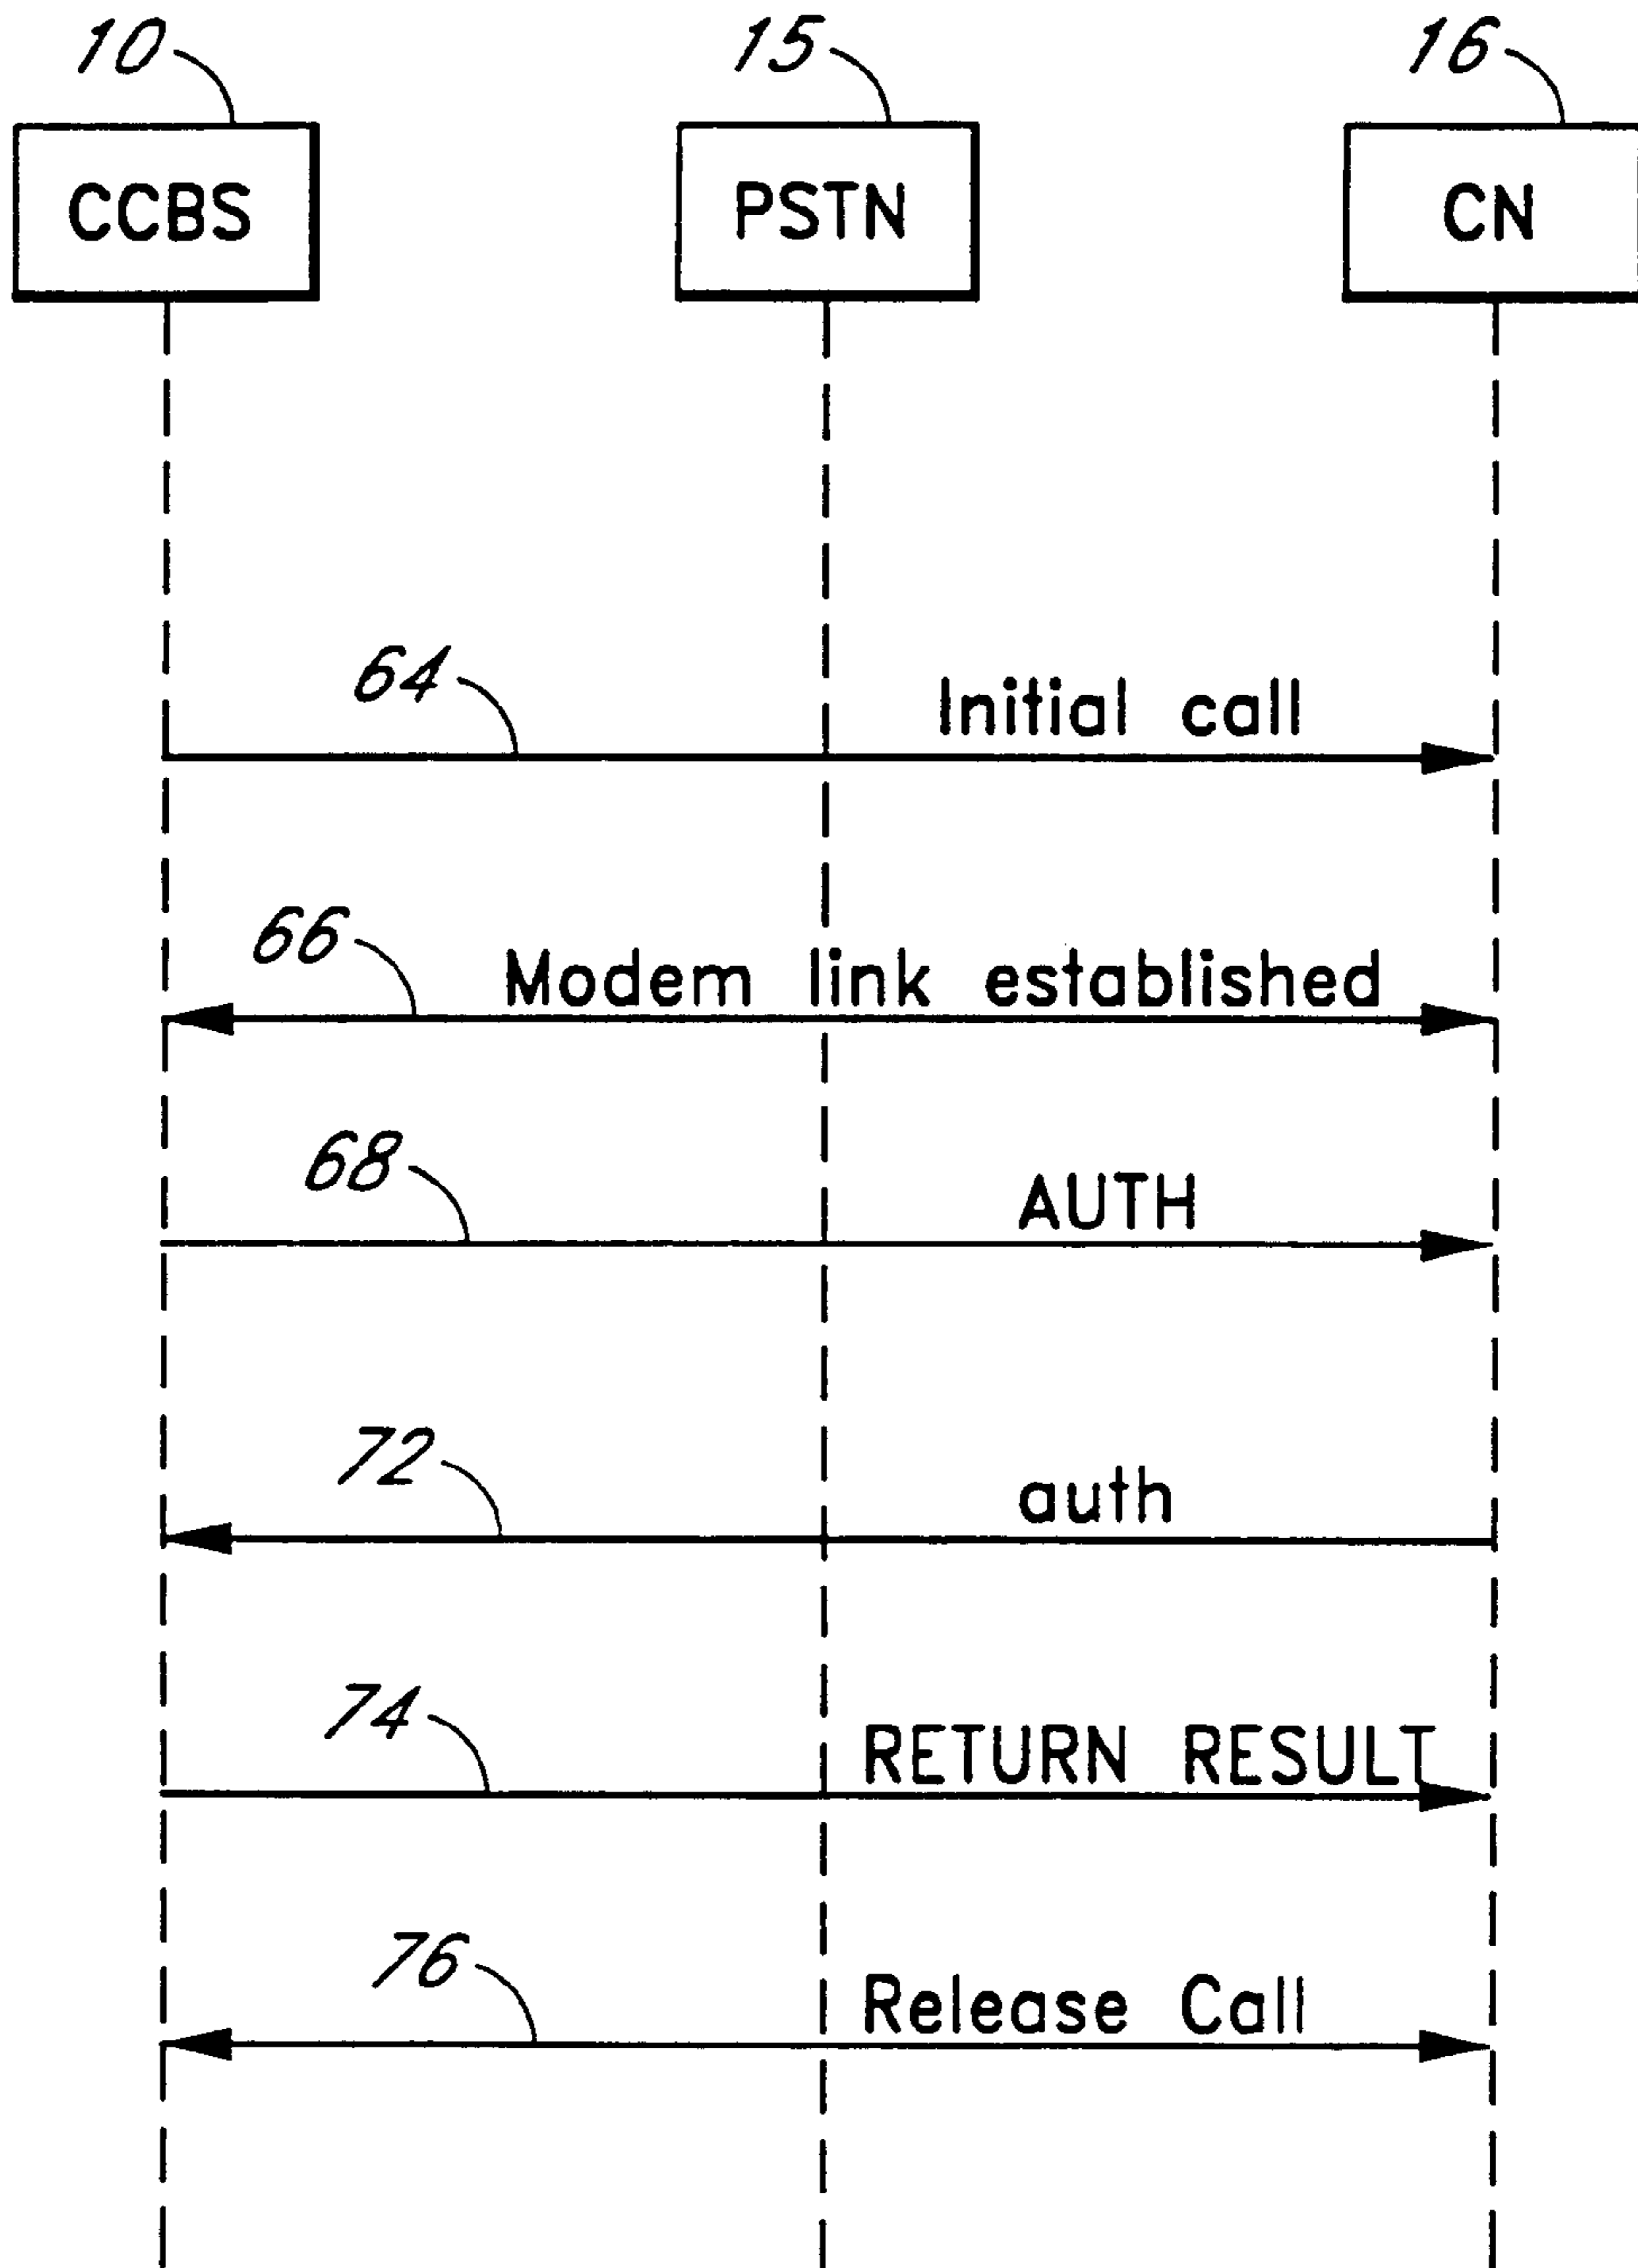 10 15 16
CCBS PSTN CN
64 Initial call
66 Modem link established
68 AUTH
72 auth
74 RETURN RESULT
76 Release Call